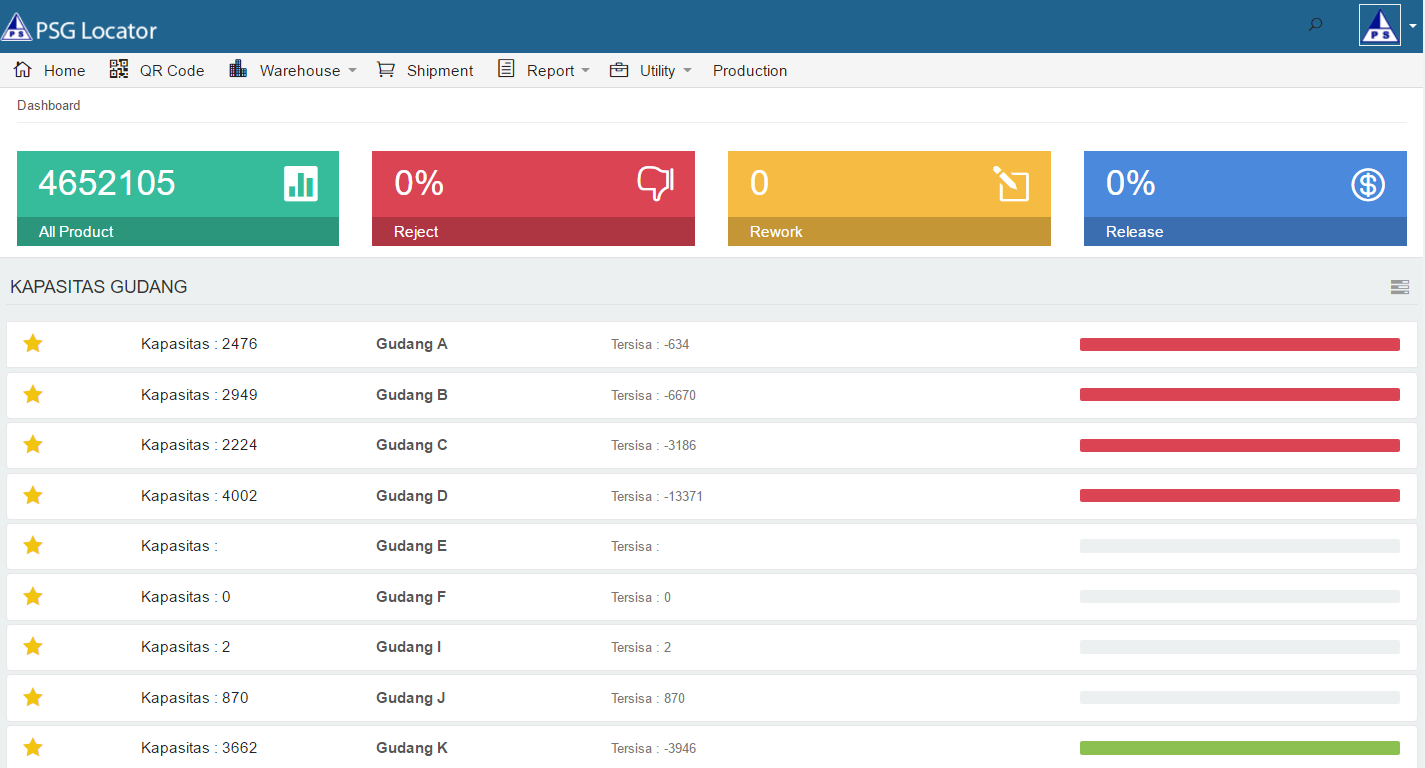 PS PSG Locator PS
Home QR Code Warehouse Shipment Report Utility Production
Dashboard
4652105 0% 0 0%
All Product Reject Rework Release
KAPASITAS GUDANG
Kapasitas : 2476 Gudang A Tersisa : -634
Kapasitas : 2949 Gudang B Tersisa : -6670
Kapasitas : 2224 Gudang C Tersisa : -3186
Kapasitas : 4002 Gudang D Tersisa : -13371
Kapasitas : Gudang E Tersisa :
Kapasitas : 0 Gudang F Tersisa : 0
Kapasitas : 2 Gudang I Tersisa : 2
Kapasitas : 870 Gudang J Tersisa : 870
Kapasitas : 3662 Gudang K Tersisa : -3946